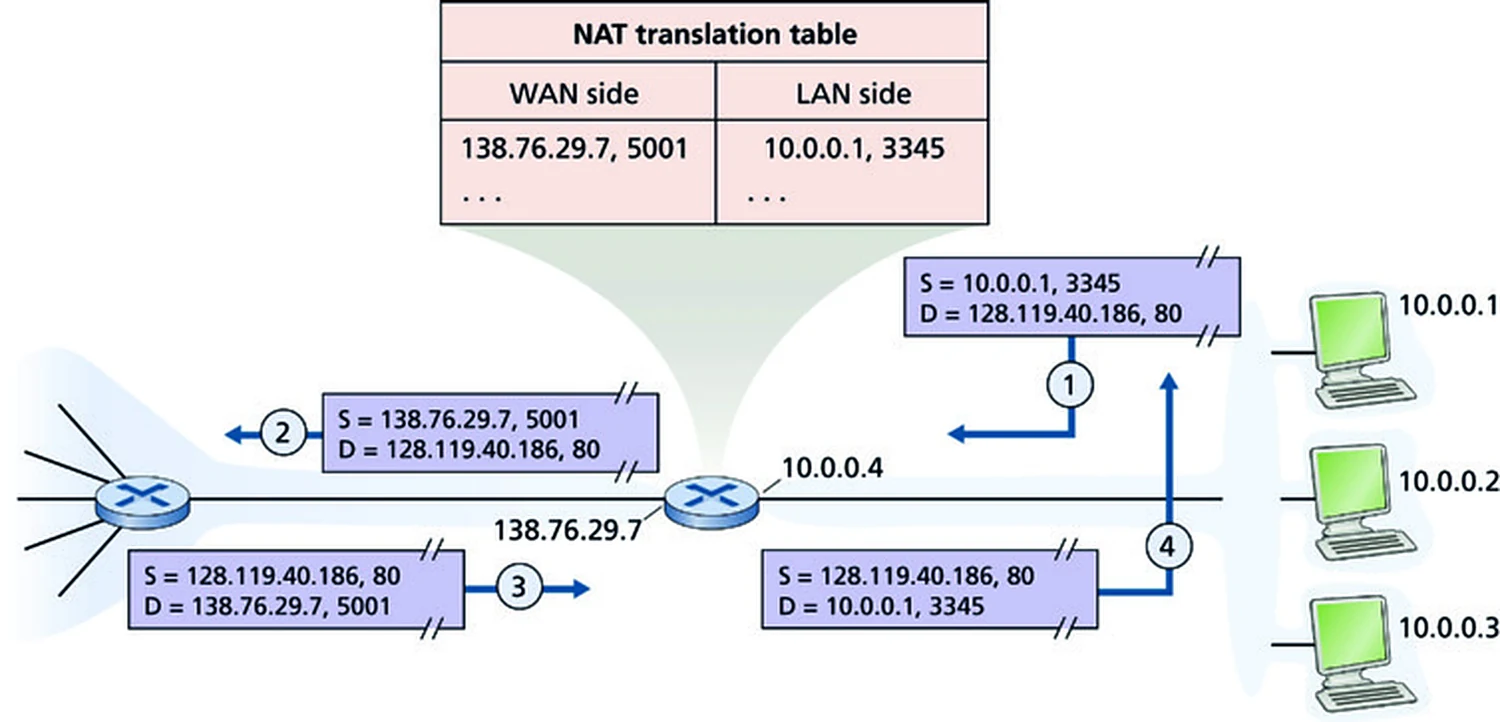 NAT translation table
WAN side LAN side
138.76.29.7, 5001 10.0.0.1, 3345
. . . . . .
S = 10.0.0.1, 3345
D = 128.119.40.186, 80
10.0.0.1
1
2
S = 138.76.29.7, 5001
D = 128.119.40.186, 80
10.0.0.4
10.0.0.2
138.76.29.7
4
S = 128.119.40.186, 80
D = 138.76.29.7, 5001
3
S = 128.119.40.186, 80
D = 10.0.0.1, 3345
10.0.0.3